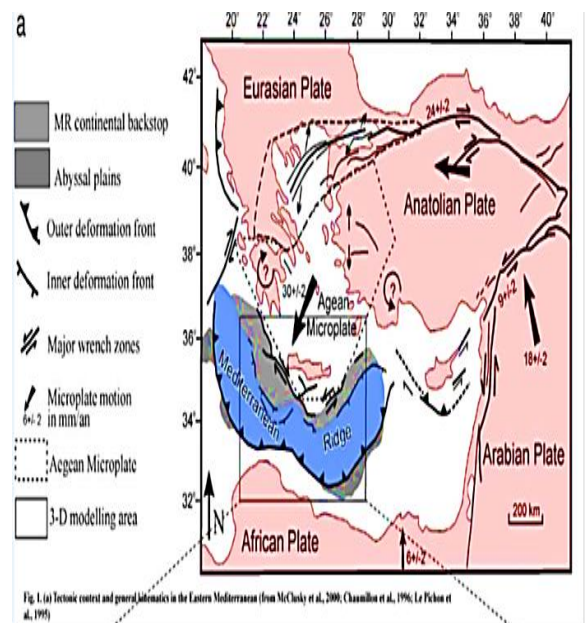 a
20' 22' 24' 26' 28' 30' 32' 34' 36' 38' 40'
42'
40'
38'
36'
34'
32'
MR continental backstop
Abyssal plains
Outer deformation front
Inner deformation front
Major wrench zones
Microplate motion
in mm/an
6+/-2
Aegean Microplate
3-D modelling area
Eurasian Plate
24+/-2
Anatolian Plate
?
30+/-2
Agean
Microplate
?
9+/-2
18+/-2
Mediterranean
Ridge
Arabian Plate
200 km
N
African Plate
6+/-2
Fig. 1. (a) Tectonic context and general kinematics in the Eastern Mediterranean (from McClusky et al., 2000; Chaumillon et al., 1996; Le Pichon et
al., 1995)